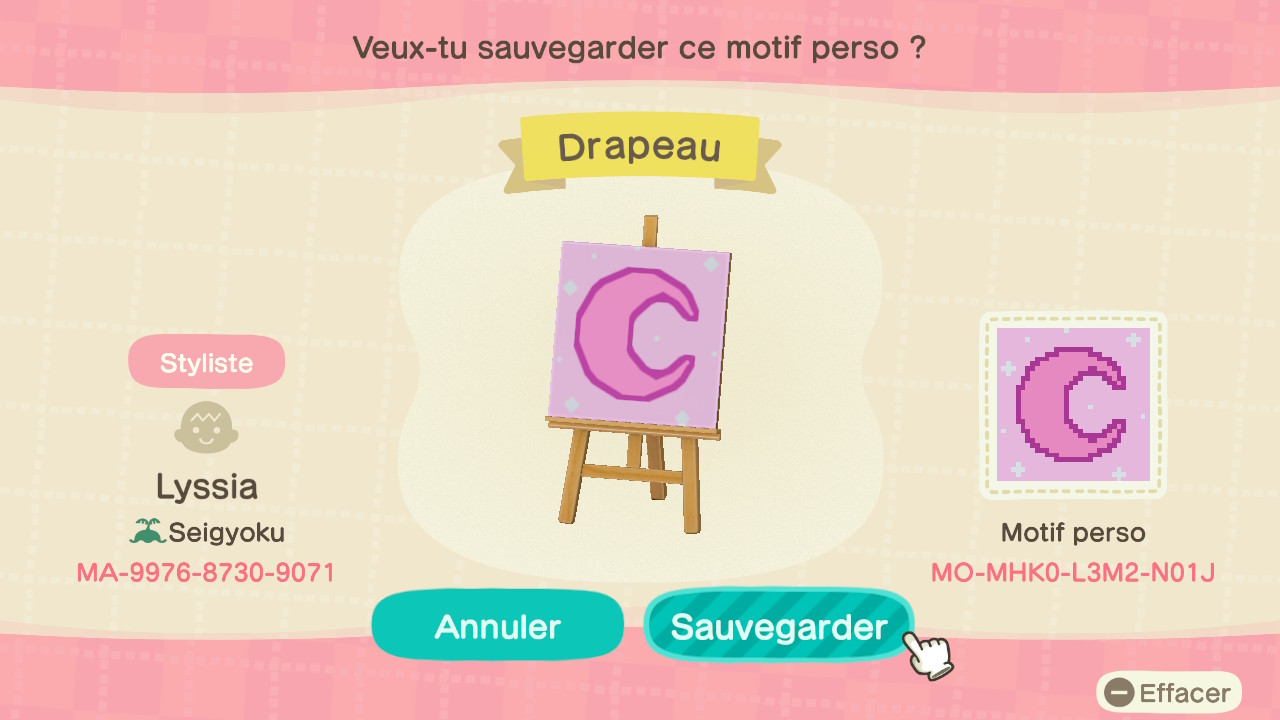 Veux-tu sauvegarder ce motif perso ?
Drapeau
Styliste
Lyssia
Seigyoku
MA-9976-8730-9071
Motif perso
MO-MHK0-L3M2-N01J
Annuler
Sauvegarder
Effacer